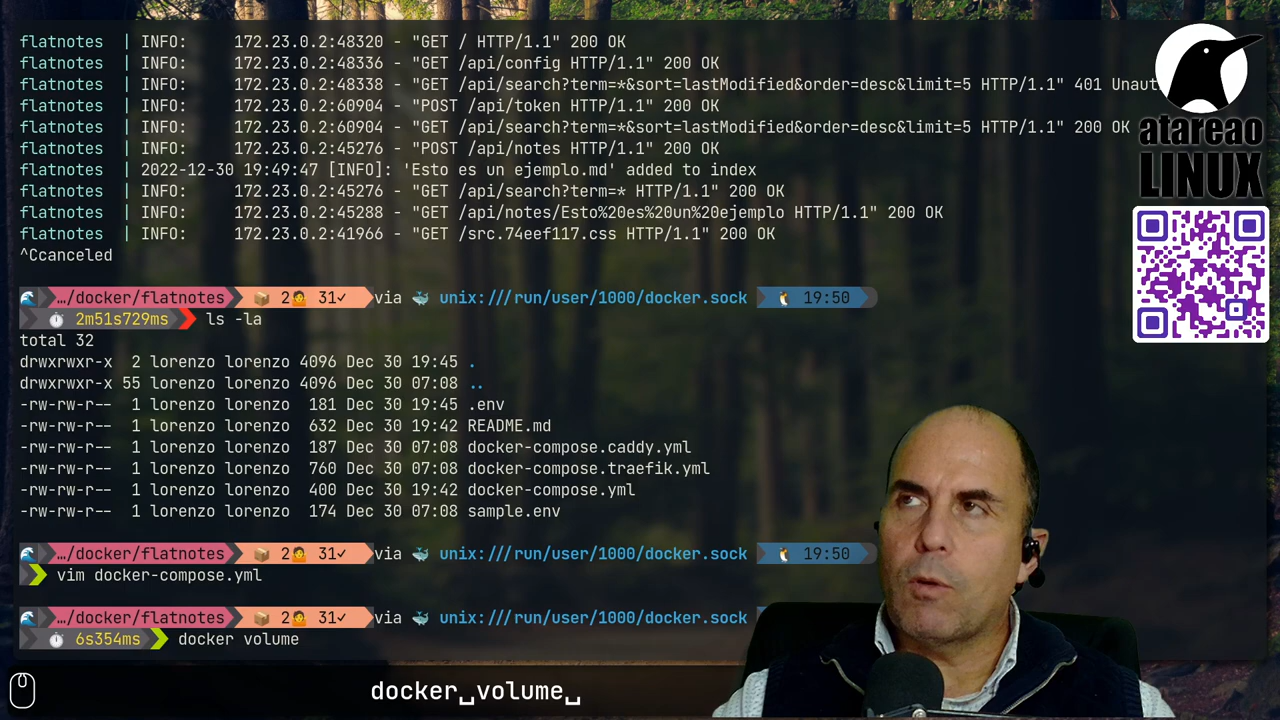 flatnotes | INFO: 172.23.0.2:48320 - "GET / HTTP/1.1" 200 OK
flatnotes | INFO: 172.23.0.2:48336 - "GET /api/config HTTP/1.1" 200 OK
flatnotes | INFO: 172.23.0.2:48338 - "GET /api/search?term=*&sort=lastModified&order=desc&limit=5 HTTP/1.1" 401 Unaut
flatnotes | INFO: 172.23.0.2:60904 - "POST /api/token HTTP/1.1" 200 OK
flatnotes | INFO: 172.23.0.2:60904 - "GET /api/search?term=*&sort=lastModified&order=desc&limit=5 HTTP/1.1" 200 OK
flatnotes | INFO: 172.23.0.2:45276 - "POST /api/notes HTTP/1.1" 200 OK
flatnotes | 2022-12-30 19:49:47 [INFO]: 'Esto es un ejemplo.md' added to index
flatnotes | INFO: 172.23.0.2:45276 - "GET /api/search?term=* HTTP/1.1" 200 OK
flatnotes | INFO: 172.23.0.2:45288 - "GET /api/notes/Esto%20es%20un%20ejemplo HTTP/1.1" 200 OK
flatnotes | INFO: 172.23.0.2:41966 - "GET /src.74eef117.css HTTP/1.1" 200 OK
^Ccanceled
…/docker/flatnotes 📦 2🤷 31✓ via 🐳 unix:///run/user/1000/docker.sock 🐧 19:50
⏱ 2m51s729ms ls -la
total 32
drwxrwxr-x 2 lorenzo lorenzo 4096 Dec 30 19:45 .
drwxrwxr-x 55 lorenzo lorenzo 4096 Dec 30 07:08 ..
-rw-rw-r-- 1 lorenzo lorenzo 181 Dec 30 19:45 .env
-rw-rw-r-- 1 lorenzo lorenzo 632 Dec 30 19:42 README.md
-rw-rw-r-- 1 lorenzo lorenzo 187 Dec 30 07:08 docker-compose.caddy.yml
-rw-rw-r-- 1 lorenzo lorenzo 760 Dec 30 07:08 docker-compose.traefik.yml
-rw-rw-r-- 1 lorenzo lorenzo 400 Dec 30 19:42 docker-compose.yml
-rw-rw-r-- 1 lorenzo lorenzo 174 Dec 30 07:08 sample.env
…/docker/flatnotes 📦 2🤷 31✓ via 🐳 unix:///run/user/1000/docker.sock 🐧 19:50
vim docker-compose.yml
…/docker/flatnotes 📦 2🤷 31✓ via 🐳 unix:///run/user/1000/docker.sock
⏱ 6s354ms docker volume
docker␣volume␣
atareao
LINUX